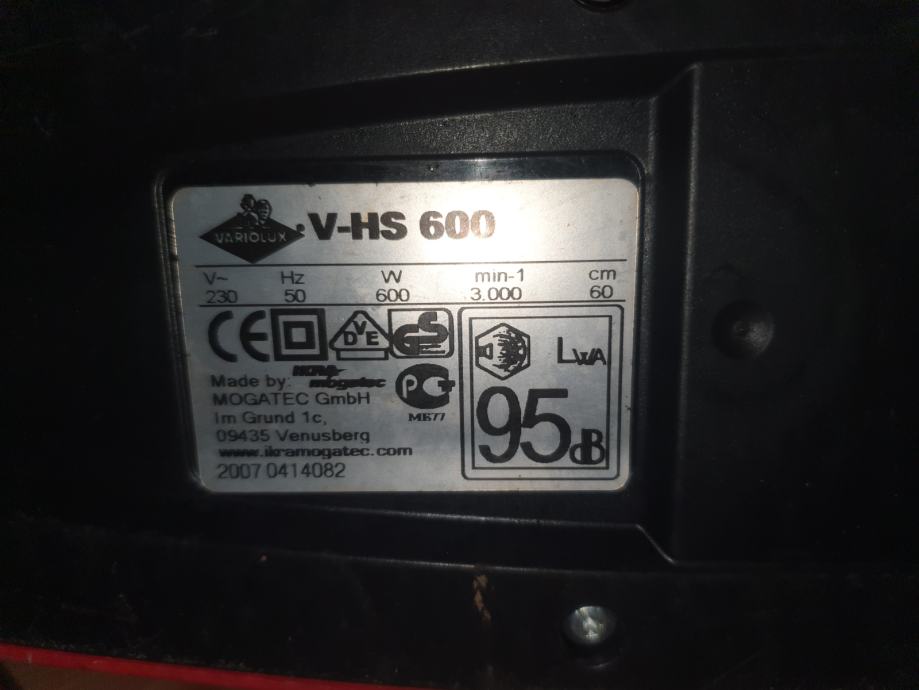 VARIOLUX V-HS 600
V~ Hz W min-1 cm
230 50 600 3.000 60
CE DVE GS
LWA
95dB
Made by: IKRA mogatec
MOGATEC GmbH
Im Grund 1c,
09435 Venusberg
www.ikramogatec.com
2007 0414082
PCT
ME77